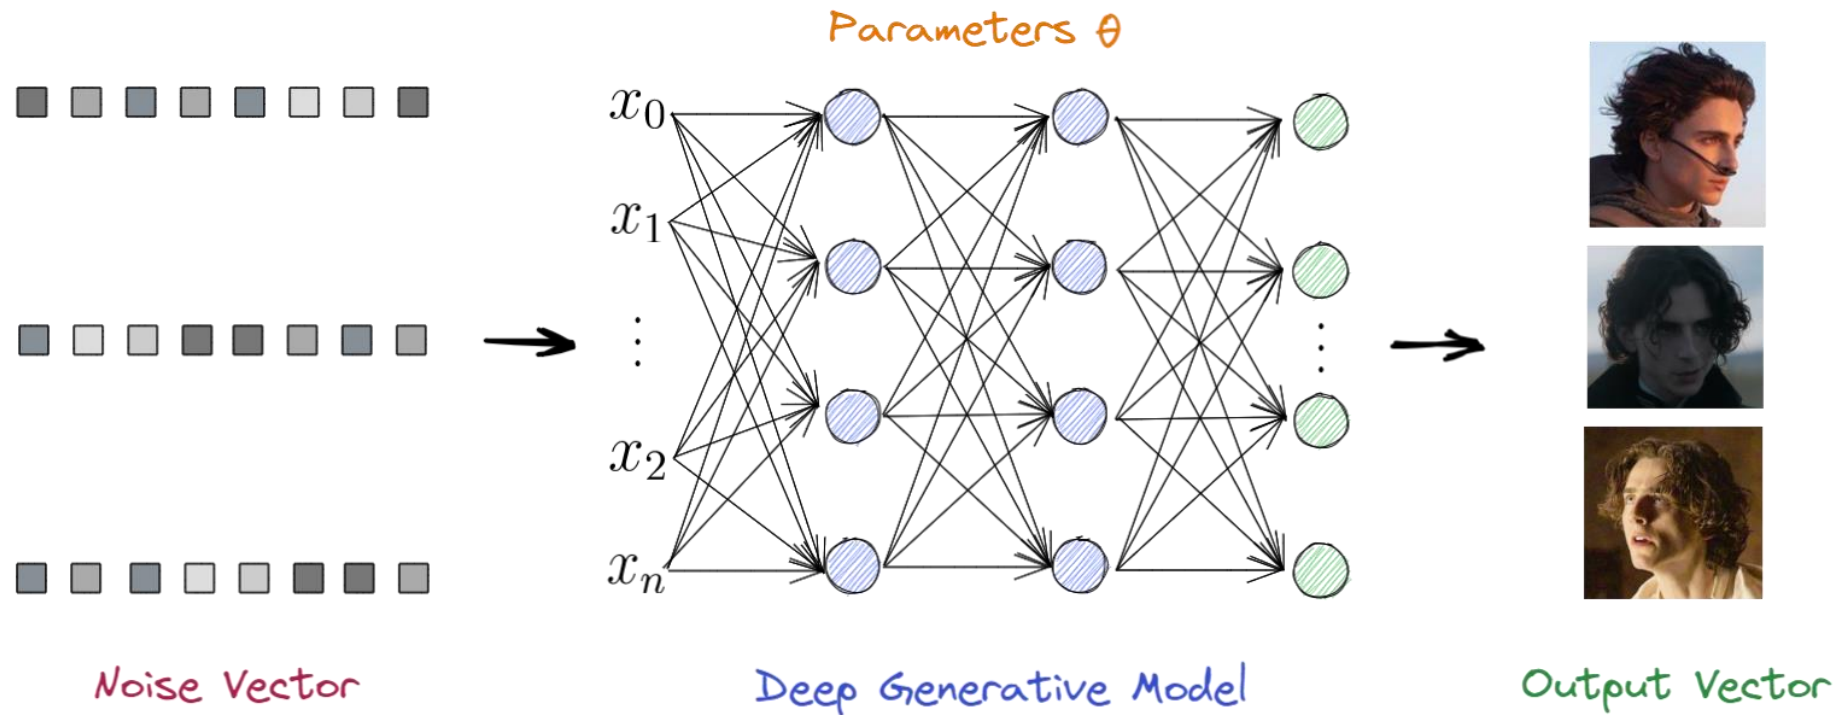 Parameters θ
x₀
x₁
⋮
⋮
x₂
xₙ
Noise Vector
Deep Generative Model
Output Vector